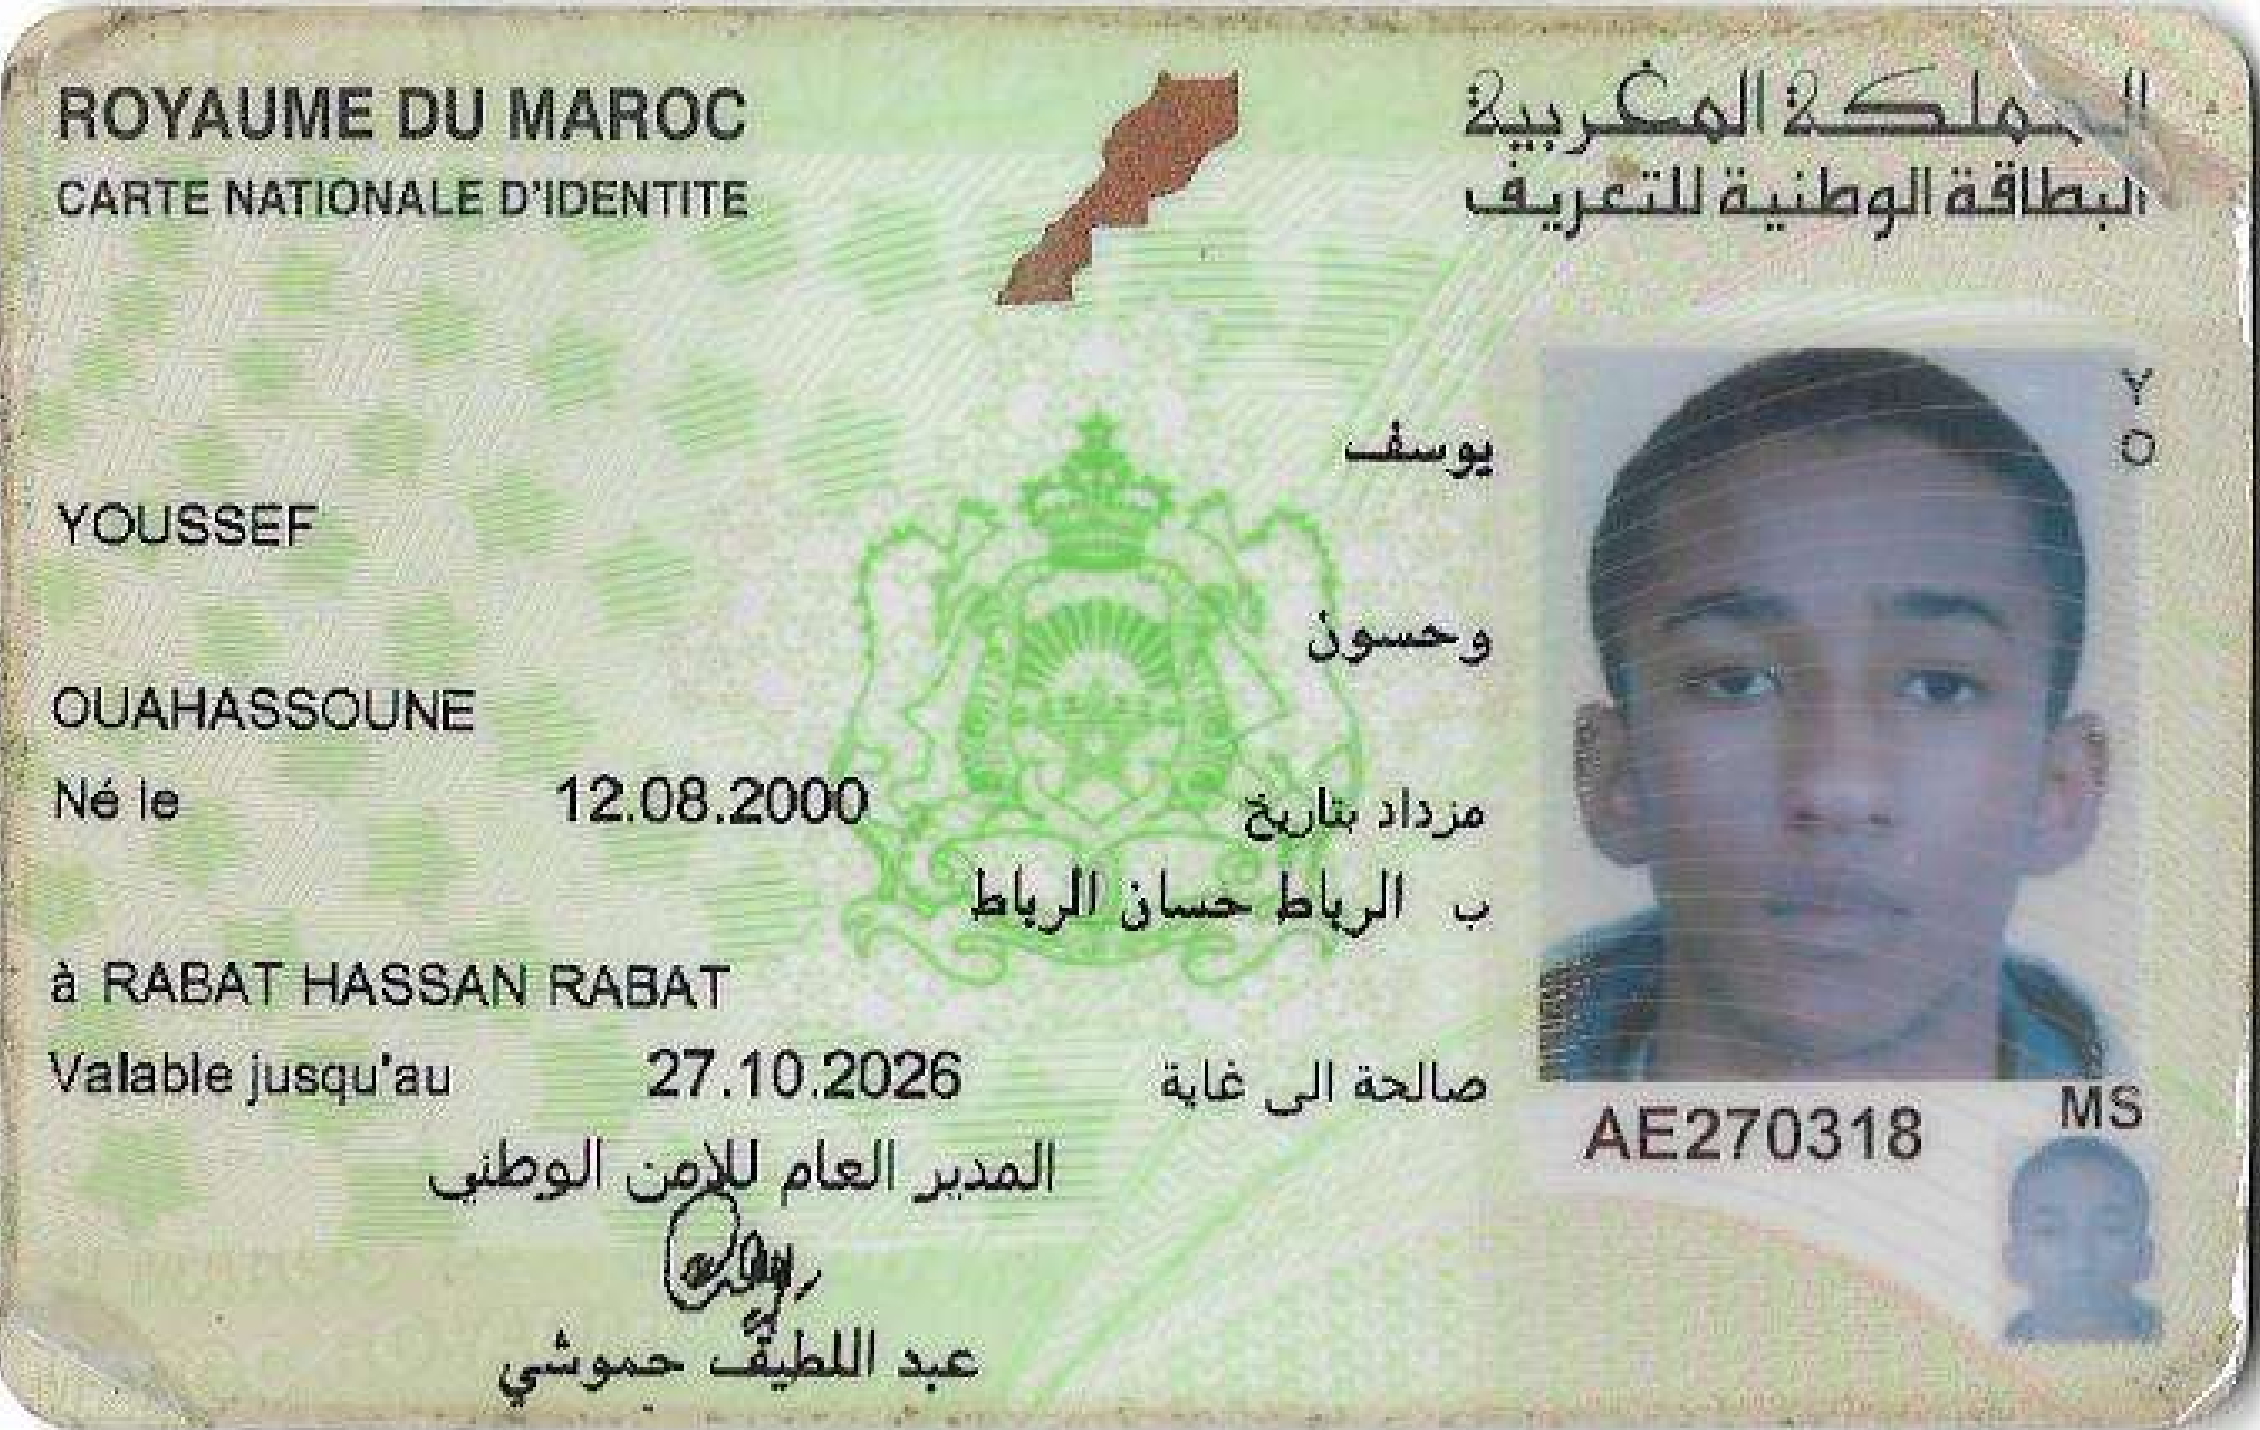 ROYAUME DU MAROC
المملكة المغربية
CARTE NATIONALE D'IDENTITE
البطاقة الوطنية للتعريف
يوسف
YOUSSEF
وحسون
OUAHASSOUNE
Né le 12.08.2000 مزداد بتاريخ
ب الرباط حسان الرباط
à RABAT HASSAN RABAT
Valable jusqu'au 27.10.2026 صالحة الى غاية
المدير العام للامن الوطني
عبد اللطيف حموشي
Y
O
MS
AE270318